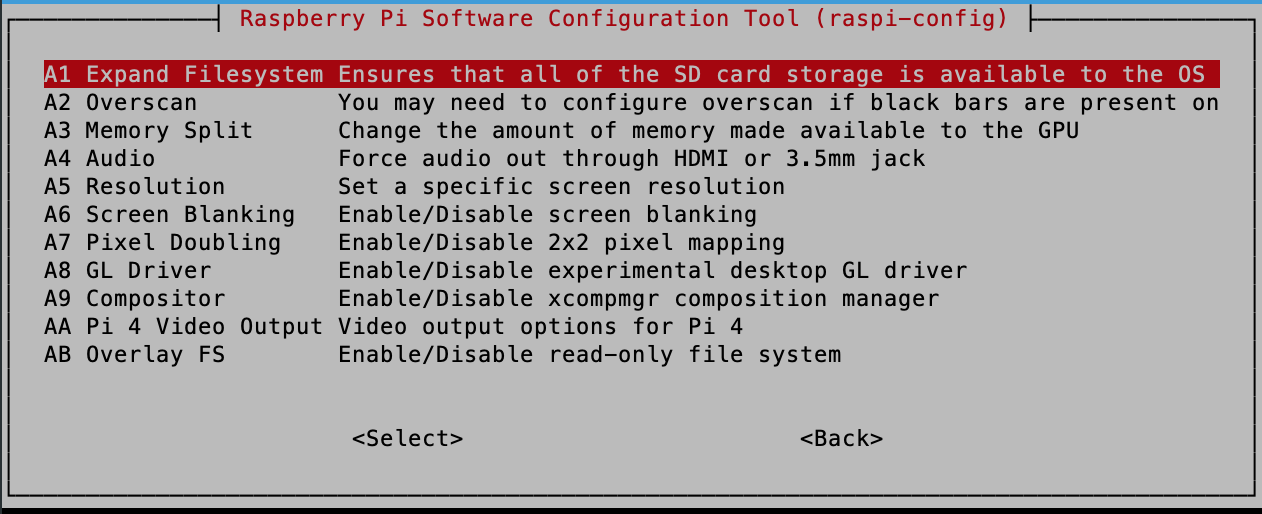 Raspberry Pi Software Configuration Tool (raspi-config)
A1 Expand Filesystem Ensures that all of the SD card storage is available to the OS
A2 Overscan You may need to configure overscan if black bars are present on
A3 Memory Split Change the amount of memory made available to the GPU
A4 Audio Force audio out through HDMI or 3.5mm jack
A5 Resolution Set a specific screen resolution
A6 Screen Blanking Enable/Disable screen blanking
A7 Pixel Doubling Enable/Disable 2x2 pixel mapping
A8 GL Driver Enable/Disable experimental desktop GL driver
A9 Compositor Enable/Disable xcompmgr composition manager
AA Pi 4 Video Output Video output options for Pi 4
AB Overlay FS Enable/Disable read-only file system
<Select> <Back>